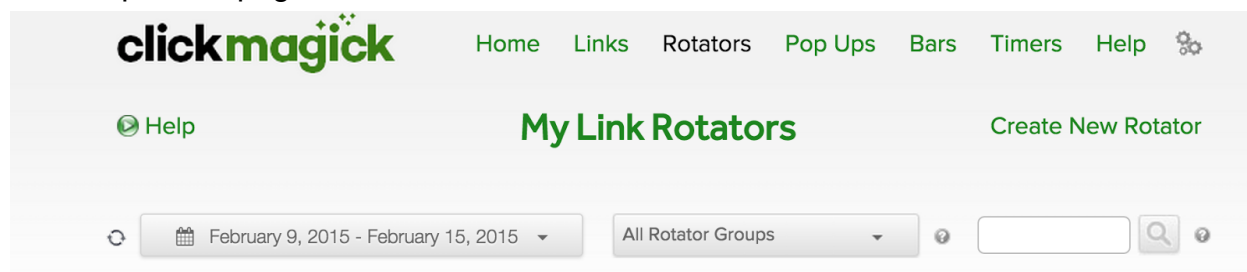 clickmagick Home Links Rotators Pop Ups Bars Timers Help
Help My Link Rotators Create New Rotator
February 9, 2015 - February 15, 2015 All Rotator Groups